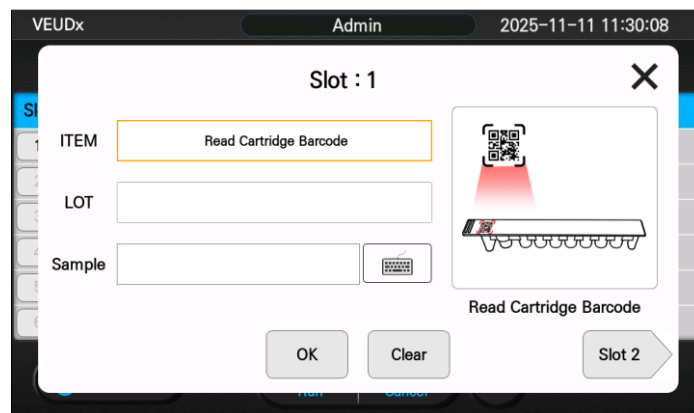 VEUDx Admin 2025-11-11 11:30:08
Slot : 1
ITEM Read Cartridge Barcode
LOT
Sample
Read Cartridge Barcode
OK Clear Slot 2